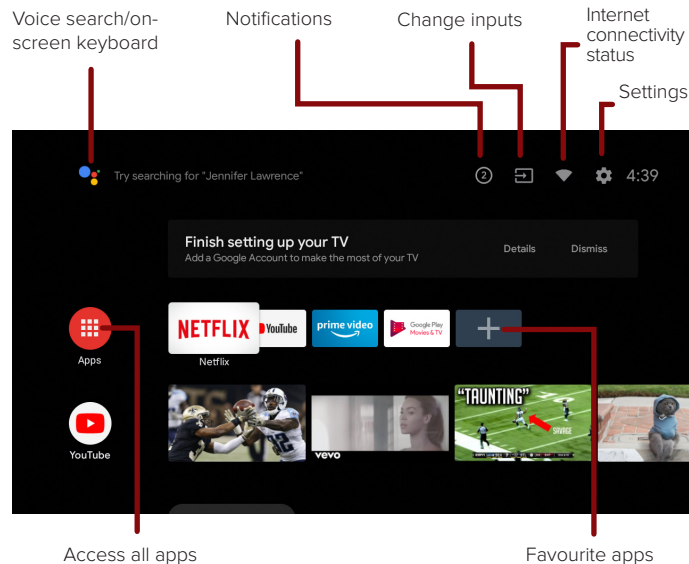 Voice search/on-
screen keyboard
Notifications
Change inputs
Internet
connectivity
status
Settings
Try searching for "Jennifer Lawrence"
2
4:39
Finish setting up your TV
Add a Google Account to make the most of your TV
Details
Dismiss
NETFLIX
YouTube
prime video
Google Play
Movies & TV
Apps
Netflix
"TAUNTING"
SAVAGE
vevo
YouTube
Access all apps
Favourite apps